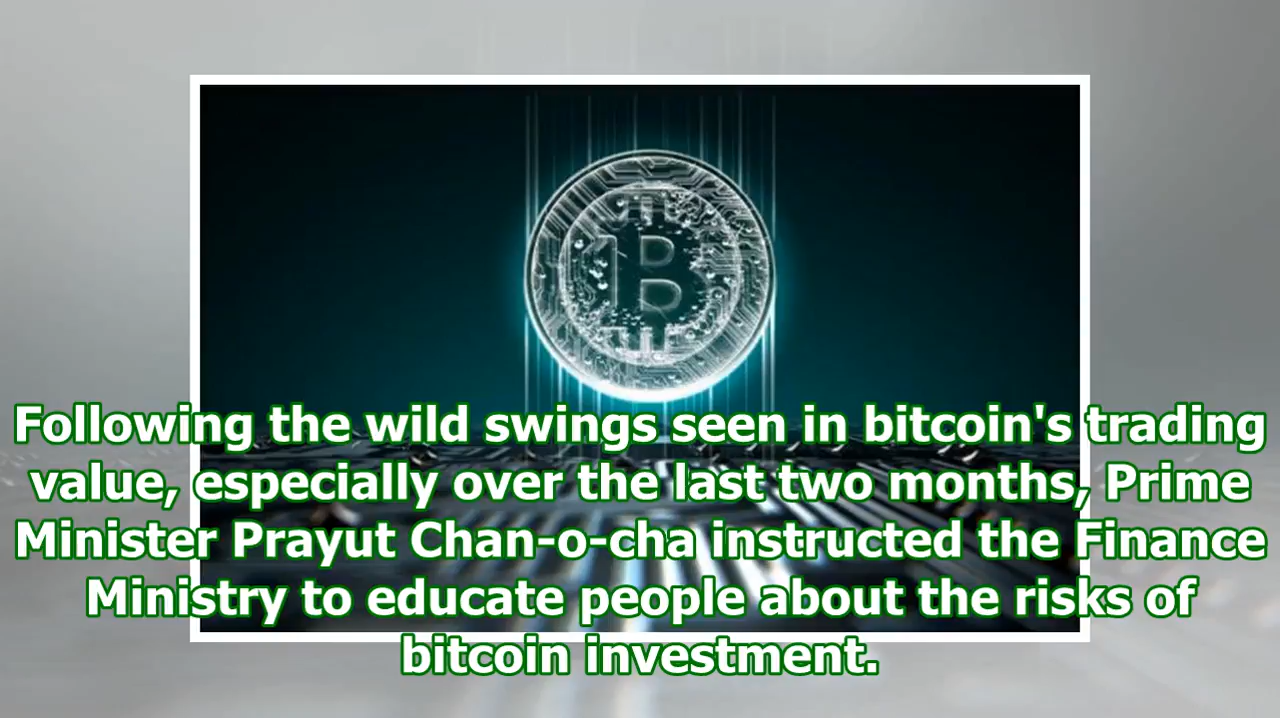 Following the wild swings seen in bitcoin's trading
value, especially over the last two months, Prime
Minister Prayut Chan-o-cha instructed the Finance
Ministry to educate people about the risks of
bitcoin investment.